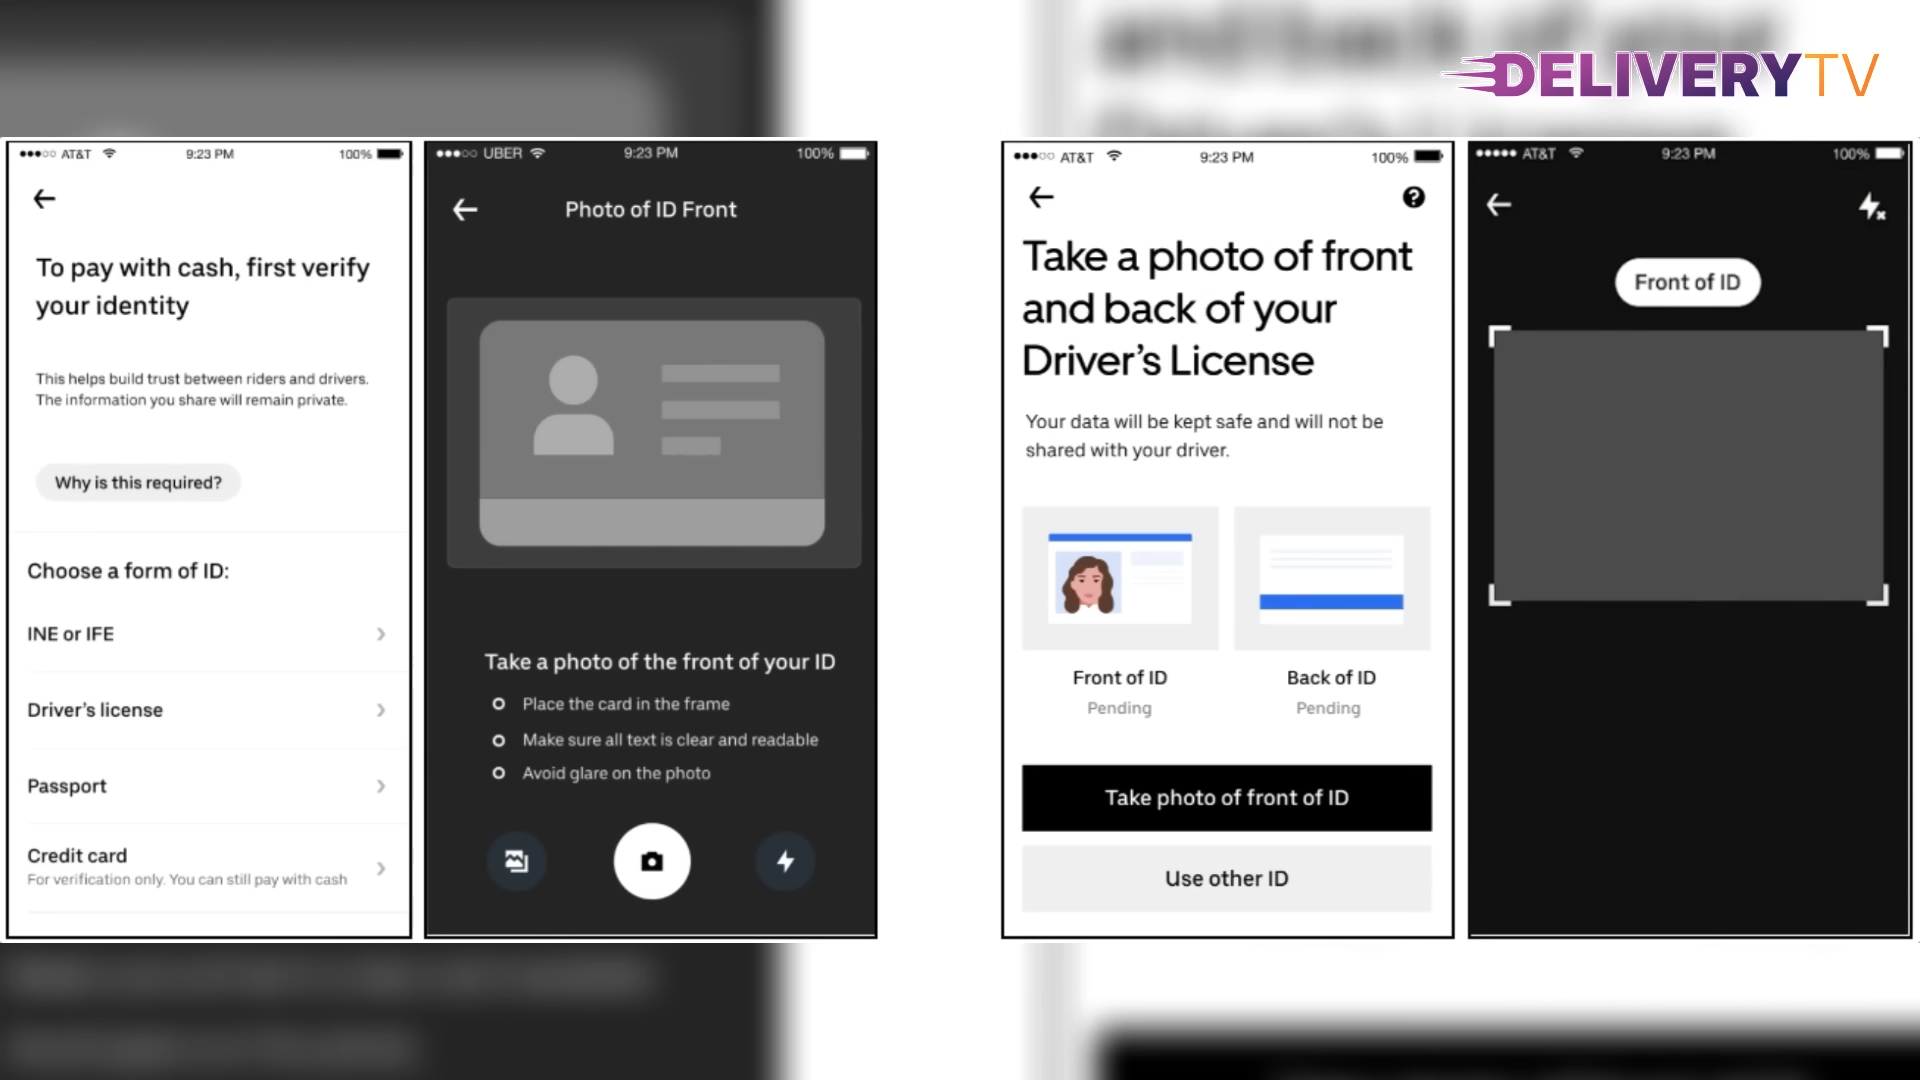 DELIVERYTV
AT&T
9:23 PM
100%
To pay with cash, first verify
your identity
This helps build trust between riders and drivers.
The information you share will remain private.
Why is this required?
Choose a form of ID:
INE or IFE
Driver's license
Passport
Credit card
For verification only. You can still pay with cash
UBER
9:23 PM
100%
Photo of ID Front
Take a photo of the front of your ID
Place the card in the frame
Make sure all text is clear and readable
Avoid glare on the photo
AT&T
9:23 PM
100%
?
Take a photo of front
and back of your
Driver's License
Your data will be kept safe and will not be
shared with your driver.
Front of ID
Pending
Back of ID
Pending
Take photo of front of ID
Use other ID
AT&T
9:23 PM
100%
Front of ID